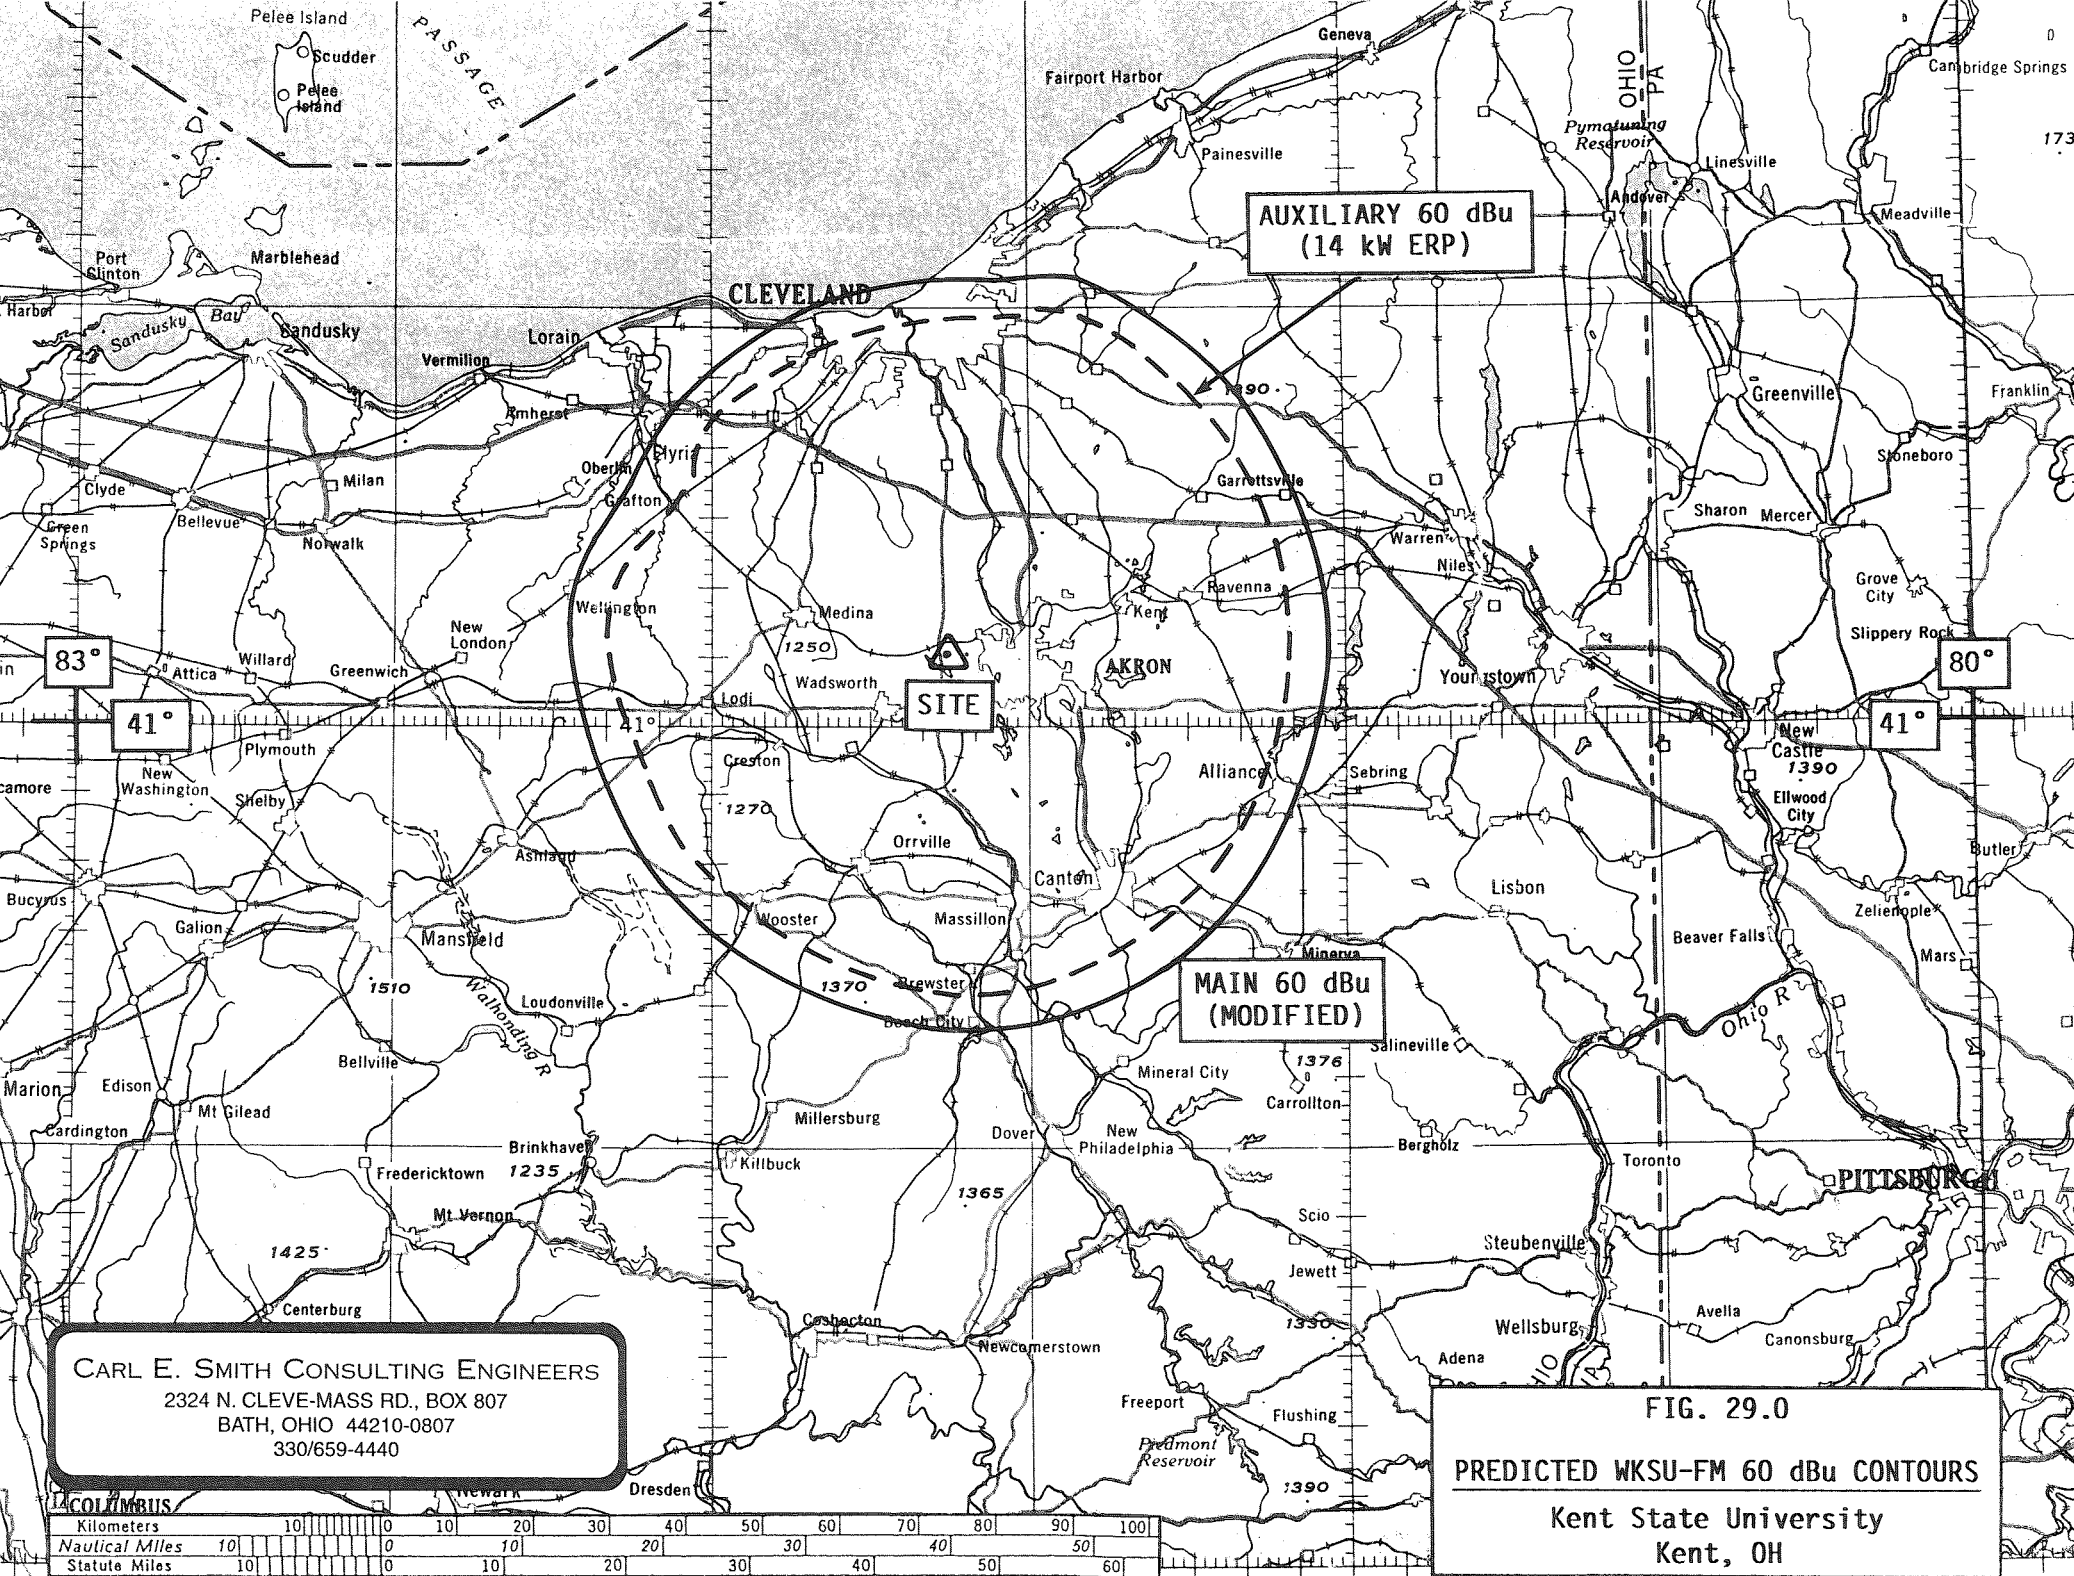 Pelee Island
PASSAGE
Scudder
Pelee
Island
Geneva
Fairport Harbor
OHIO
PA
Cambridge Springs
Pymatuning
Reservoir
Painesville
Linesville
173
Andover
AUXILIARY 60 dBu
(14 kW ERP)
Meadville
Port
Clinton
Marblehead
CLEVELAND
Harbor
Sandusky Bay
Sandusky
Lorain
Vermilion
Greenville
Franklin
Amherst
1390
Stoneboro
Elyria
Oberlin
Clyde
Milan
Grafton
Garrettsville
Bellevue
Green
Springs
Norwalk
Sharon
Mercer
Warren
Niles
Grove
City
Wellington
Medina
Kent
Ravenna
New
London
1250
Slippery Rock
83°
Attica
Willard
Greenwich
Wadsworth
AKRON
Youngstown
80°
Lodi
SITE
41°
41°
41°
Plymouth
New
Washington
Creston
Alliance
Sebring
New
Castle
1390
camore
Shelby
1270
Ellwood
City
Orrville
Ashland
Butler
Bucyrus
Canton
Lisbon
Galion
Wooster
Massillon
Zelienople
Mansfield
Beaver Falls
Mars
Minerva
1510
1370
Brewster
MAIN 60 dBu
(MODIFIED)
Walhonding R
Loudonville
Beach City
Ohio R
Salineville
Bellville
1376
Marion
Edison
Mineral City
Mt Gilead
Millersburg
Carrollton
Cardington
Dover
New
Philadelphia
Bergholz
Brinkhaven
1235
Fredericktown
Killbuck
Toronto
PITTSBURGH
1365
Mt Vernon
Scio
1425
Steubenville
Jewett
Centerburg
Coshocton
1330
Avella
Wellsburg
Canonsburg
Newcomerstown
Adena
CARL E. SMITH CONSULTING ENGINEERS
2324 N. CLEVE-MASS RD., BOX 807
BATH, OHIO 44210-0807
330/659-4440
Freeport
Flushing
Piedmont
Reservoir
1390
Dresden
Newark
COLUMBUS
FIG. 29.0
PREDICTED WKSU-FM 60 dBu CONTOURS
Kent State University
Kent, OH
Kilometers 10 0 10 20 30 40 50 60 70 80 90 100
Nautical Miles 10 0 10 20 30 40 50
Statute Miles 10 0 10 20 30 40 50 60